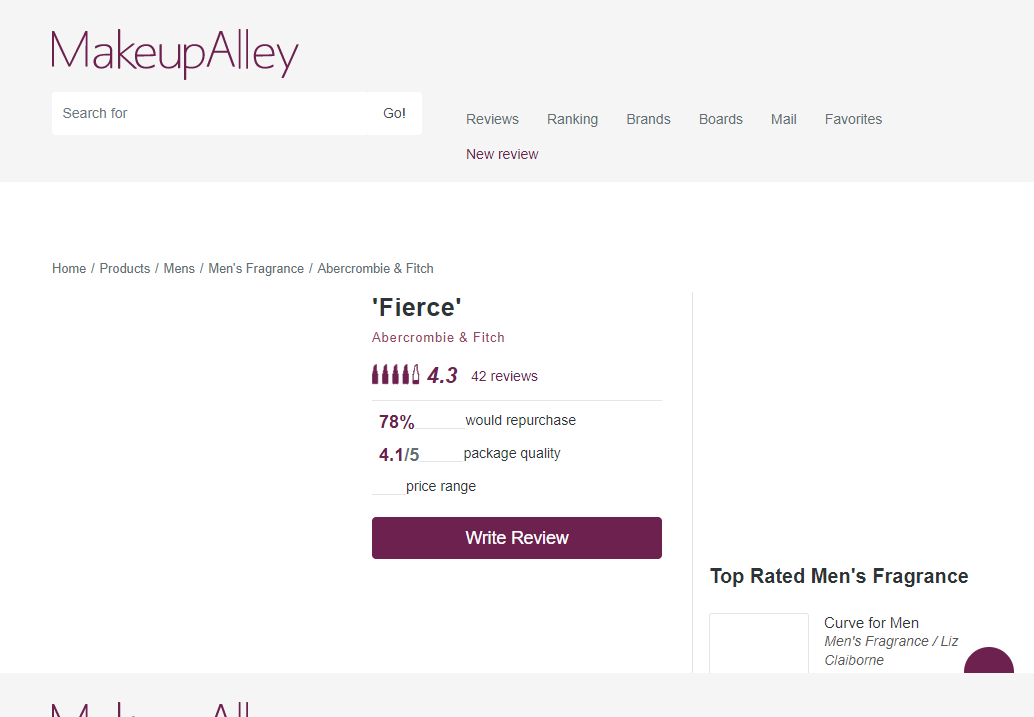 MakeupAlley
Search for
Go!
Reviews Ranking Brands Boards Mail Favorites
New review
Home / Products / Mens / Men's Fragrance / Abercrombie & Fitch
'Fierce'
Abercrombie & Fitch
4.3 42 reviews
78% would repurchase
4.1/5 package quality
price range
Write Review
Top Rated Men's Fragrance
Curve for Men
Men's Fragrance / Liz
Claiborne